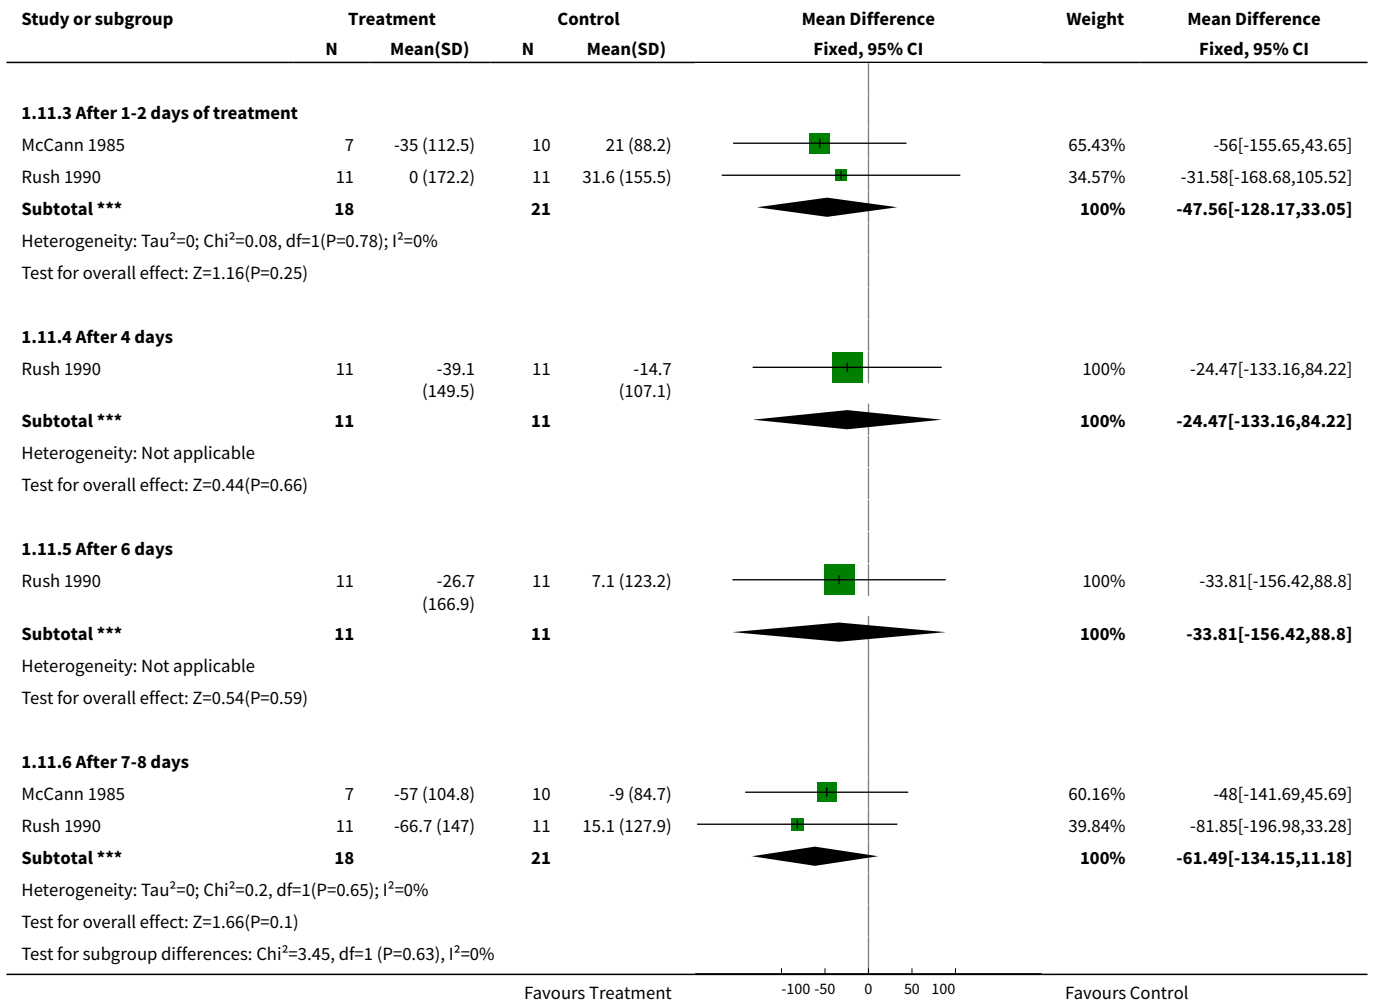 Study or subgroup Treatment Control Mean Difference Weight Mean Difference
N Mean(SD) N Mean(SD) Fixed, 95% CI Fixed, 95% CI
1.11.3 After 1-2 days of treatment
McCann 1985 7 -35 (112.5) 10 21 (88.2) 65.43% -56[-155.65,43.65]
Rush 1990 11 0 (172.2) 11 31.6 (155.5) 34.57% -31.58[-168.68,105.52]
Subtotal *** 18 21 100% -47.56[-128.17,33.05]
Heterogeneity: Tau²=0; Chi²=0.08, df=1(P=0.78); I²=0%
Test for overall effect: Z=1.16(P=0.25)
1.11.4 After 4 days
Rush 1990 11 -39.1 11 -14.7 100% -24.47[-133.16,84.22]
(149.5) (107.1)
Subtotal *** 11 11 100% -24.47[-133.16,84.22]
Heterogeneity: Not applicable
Test for overall effect: Z=0.44(P=0.66)
1.11.5 After 6 days
Rush 1990 11 -26.7 11 7.1 (123.2) 100% -33.81[-156.42,88.8]
(166.9)
Subtotal *** 11 11 100% -33.81[-156.42,88.8]
Heterogeneity: Not applicable
Test for overall effect: Z=0.54(P=0.59)
1.11.6 After 7-8 days
McCann 1985 7 -57 (104.8) 10 -9 (84.7) 60.16% -48[-141.69,45.69]
Rush 1990 11 -66.7 (147) 11 15.1 (127.9) 39.84% -81.85[-196.98,33.28]
Subtotal *** 18 21 100% -61.49[-134.15,11.18]
Heterogeneity: Tau²=0; Chi²=0.2, df=1(P=0.65); I²=0%
Test for overall effect: Z=1.66(P=0.1)
Test for subgroup differences: Chi²=3.45, df=1 (P=0.63), I²=0%
Favours Treatment -100 -50 0 50 100 Favours Control